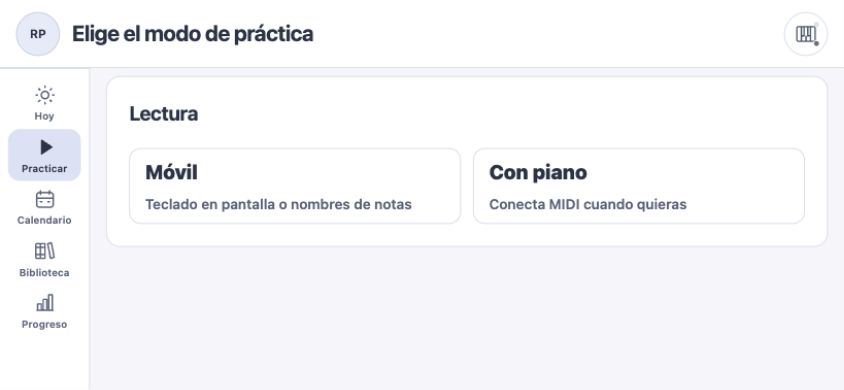 RP
Elige el modo de práctica
Hoy
Practicar
Calendario
Biblioteca
Progreso
Lectura
Móvil
Teclado en pantalla o nombres de notas
Con piano
Conecta MIDI cuando quieras